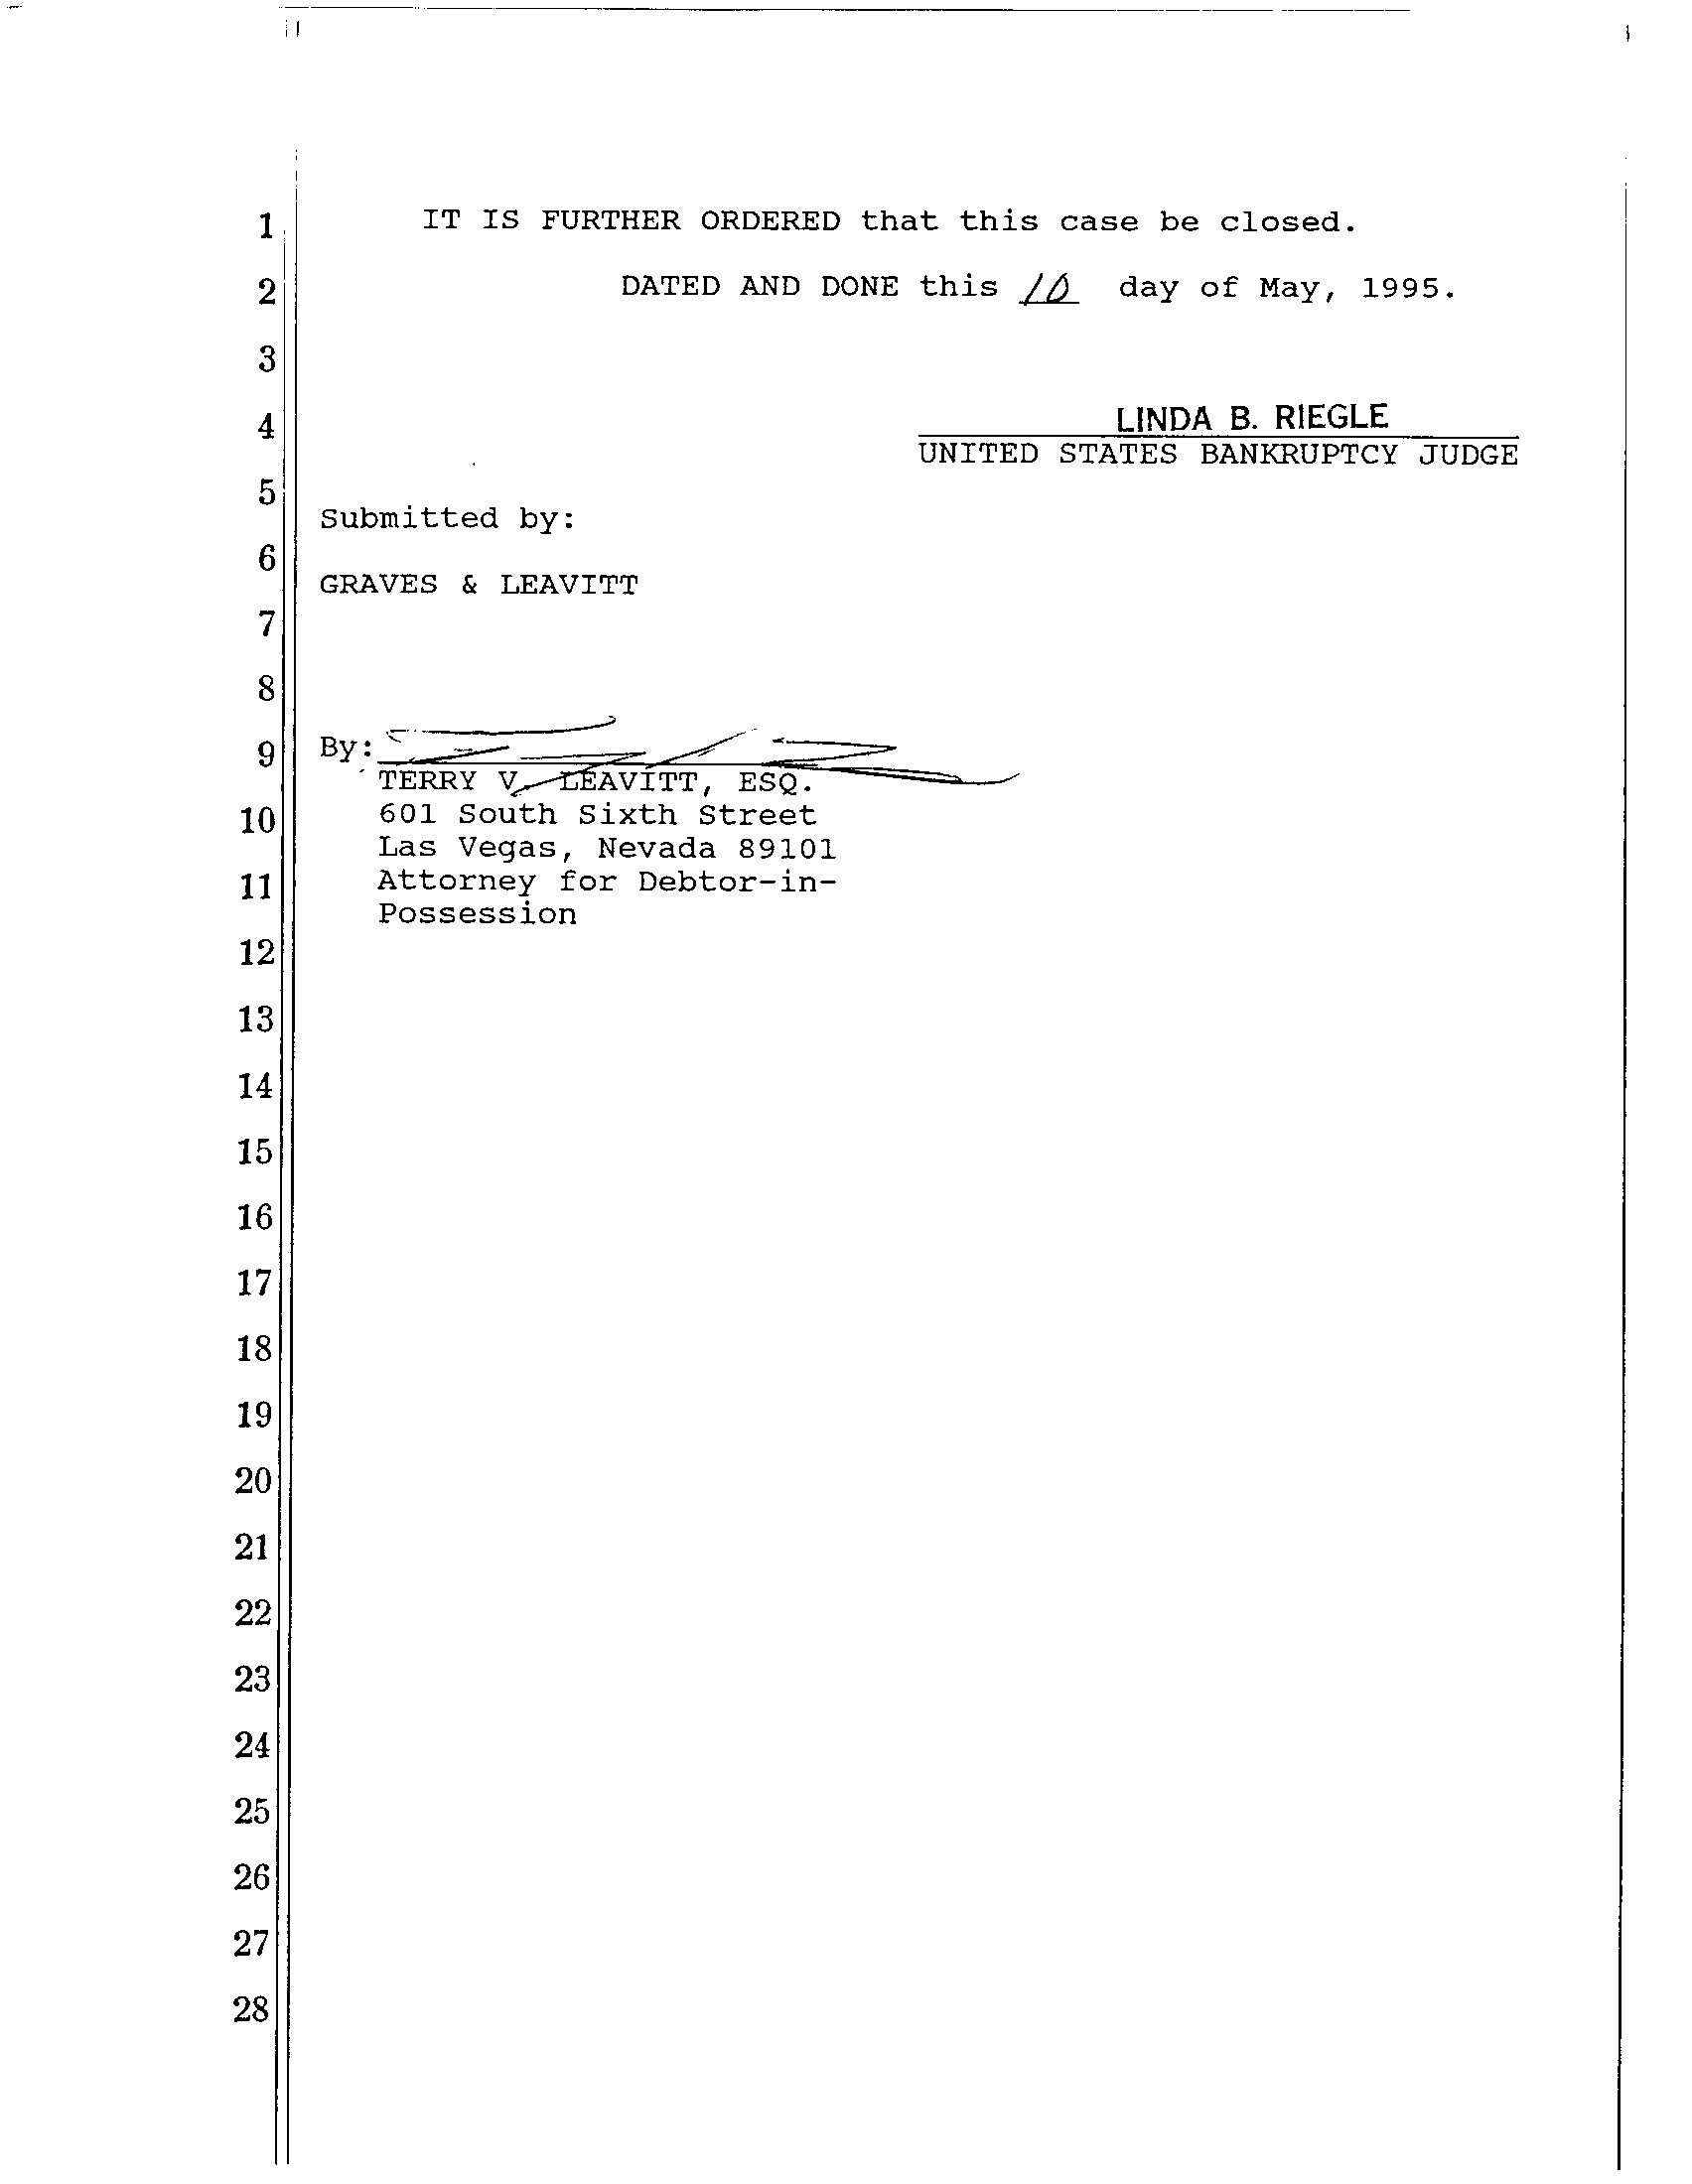 1 IT IS FURTHER ORDERED that this case be closed.
2 DATED AND DONE this 10 day of May, 1995.
3
4 LINDA B. RIEGLE
UNITED STATES BANKRUPTCY JUDGE
5
Submitted by:
6
GRAVES & LEAVITT
7
8
9 By:
TERRY V. LEAVITT, ESQ.
10 601 South Sixth Street
Las Vegas, Nevada 89101
11 Attorney for Debtor-in-
Possession
12
13
14
15
16
17
18
19
20
21
22
23
24
25
26
27
28